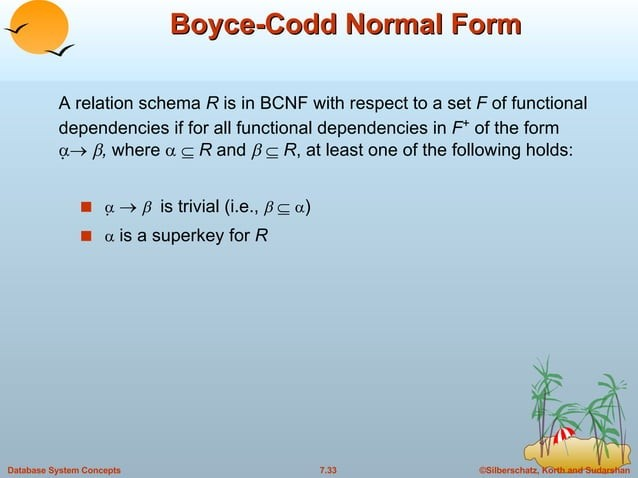 Boyce-Codd Normal Form
A relation schema R is in BCNF with respect to a set F of functional
dependencies if for all functional dependencies in F+ of the form
α → β, where α ⊆ R and β ⊆ R, at least one of the following holds:
α → β is trivial (i.e., β ⊆ α)
α is a superkey for R
Database System Concepts
7.33
©Silberschatz, Korth and Sudarshan